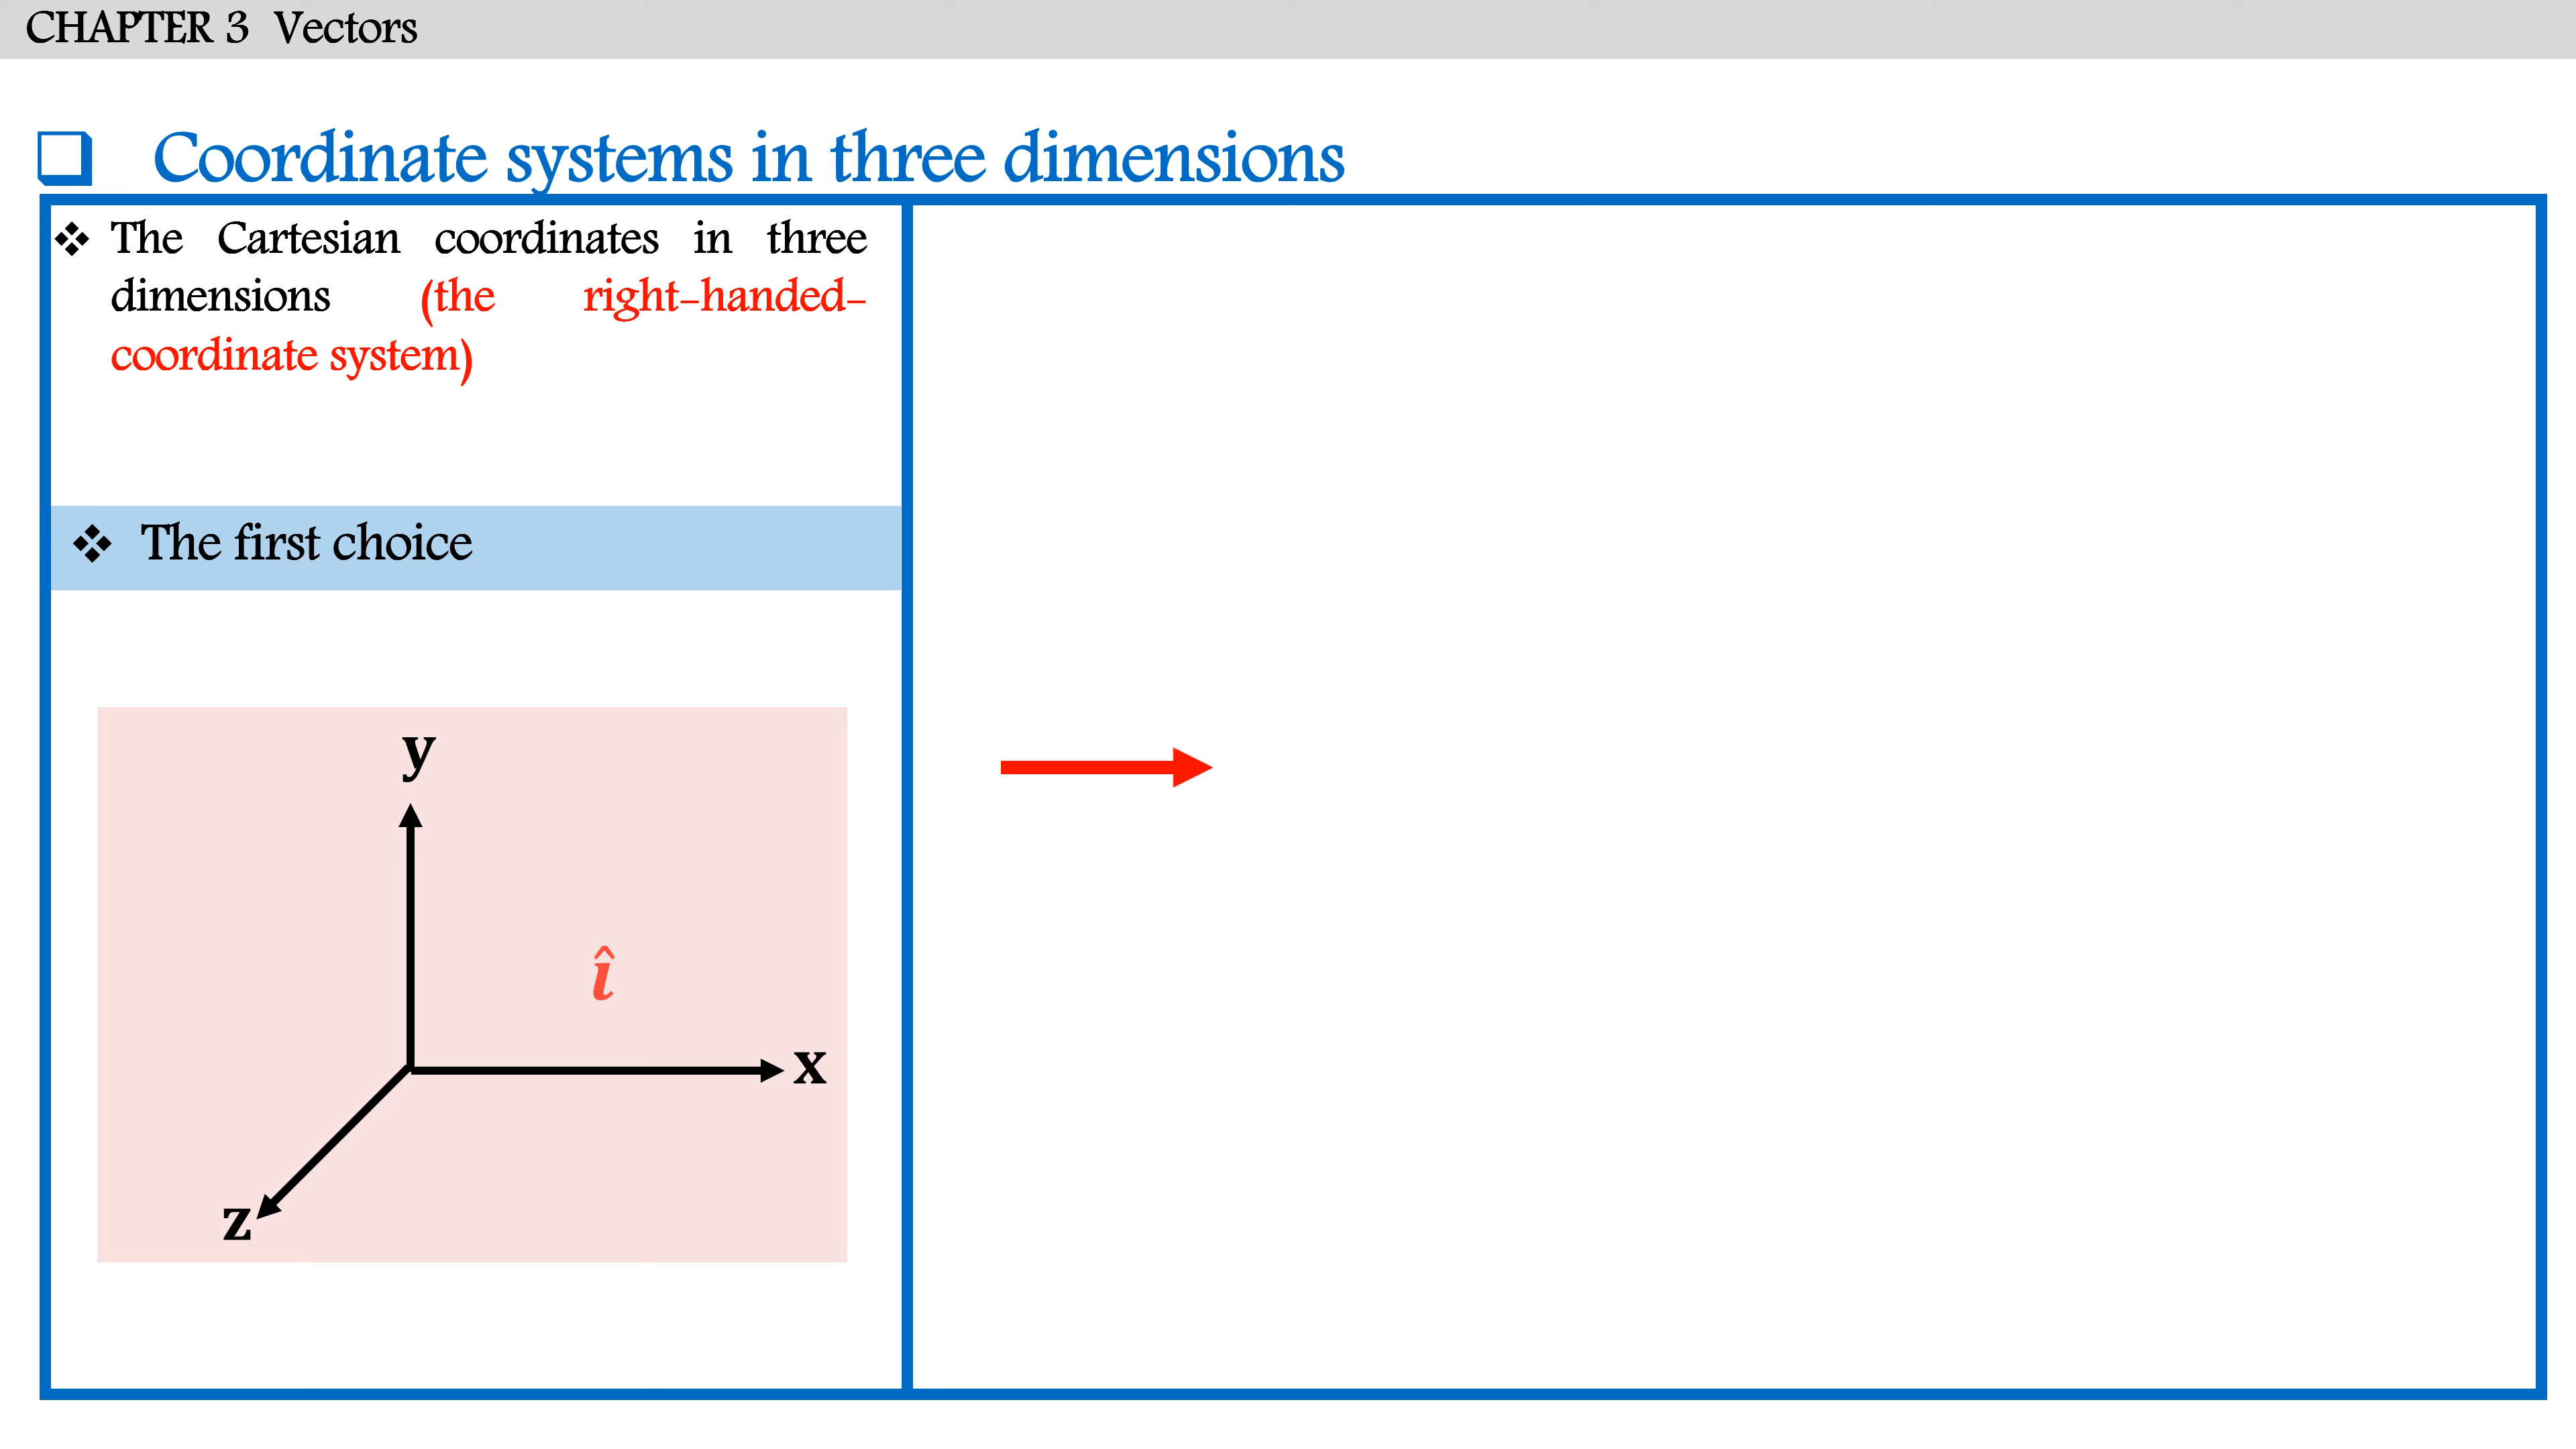 CHAPTER 3 Vectors
Coordinate systems in three dimensions
The Cartesian coordinates in three
dimensions (the right-handed-
coordinate system)
The first choice
y
î
x
z